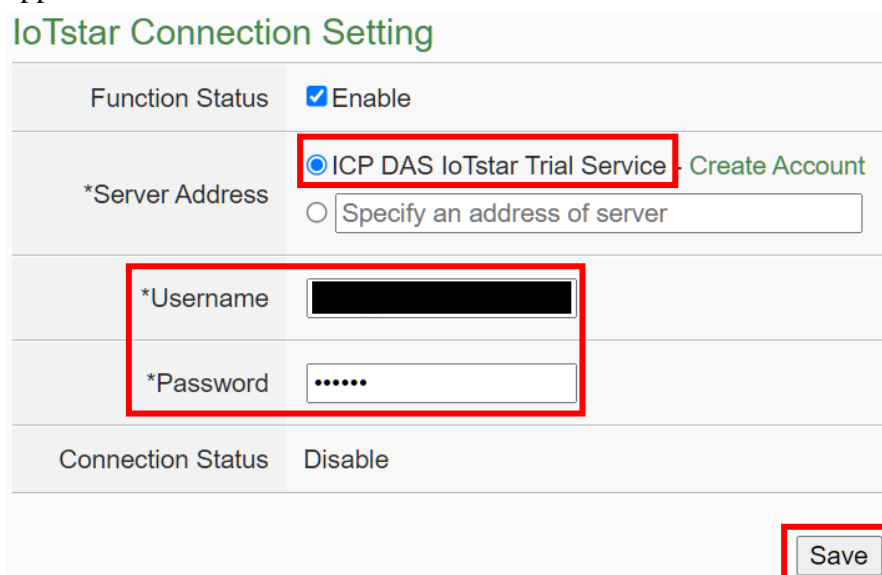 IoTstar Connection Setting
Function Status Enable
*Server Address ICP DAS IoTstar Trial Service - Create Account
Specify an address of server
*Username
*Password ••••••
Connection Status Disable
Save